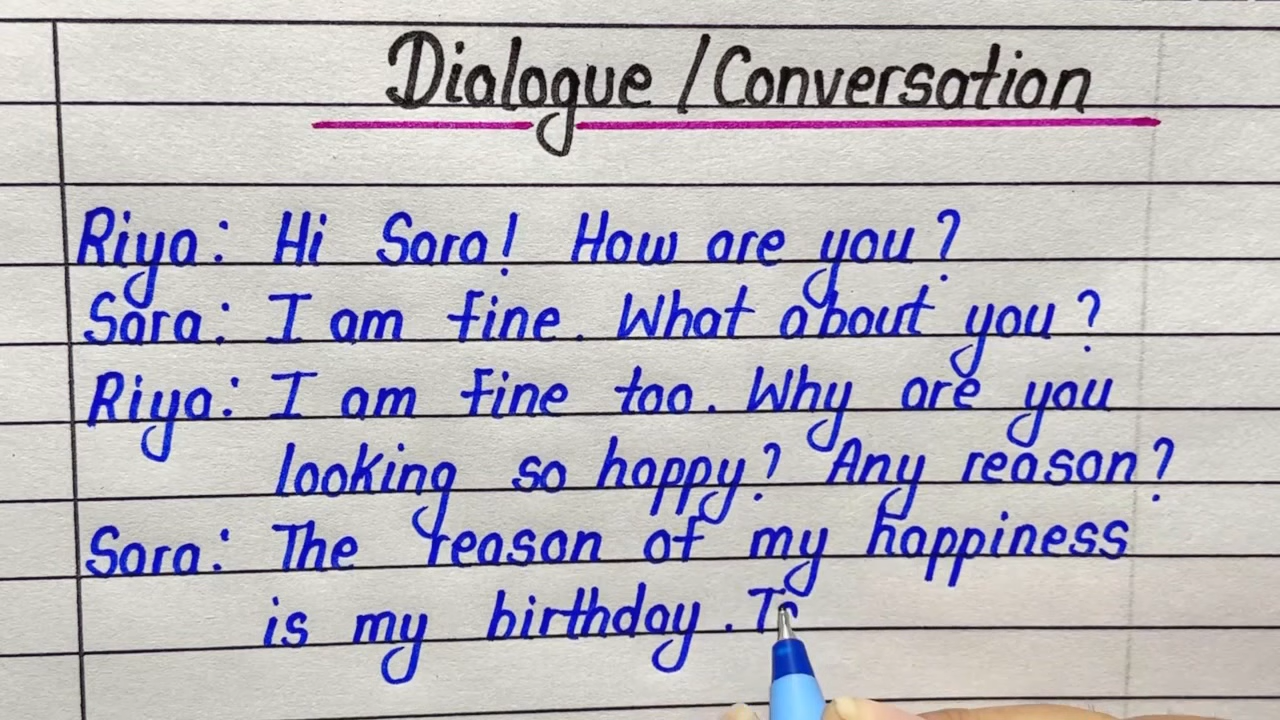 Dialogue / Conversation
Riya: Hi Sara! How are you?
Sara: I am fine. What about you?
Riya: I am fine too. Why are you
looking so happy? Any reason?
Sara: The reason of my happiness
is my birthday.